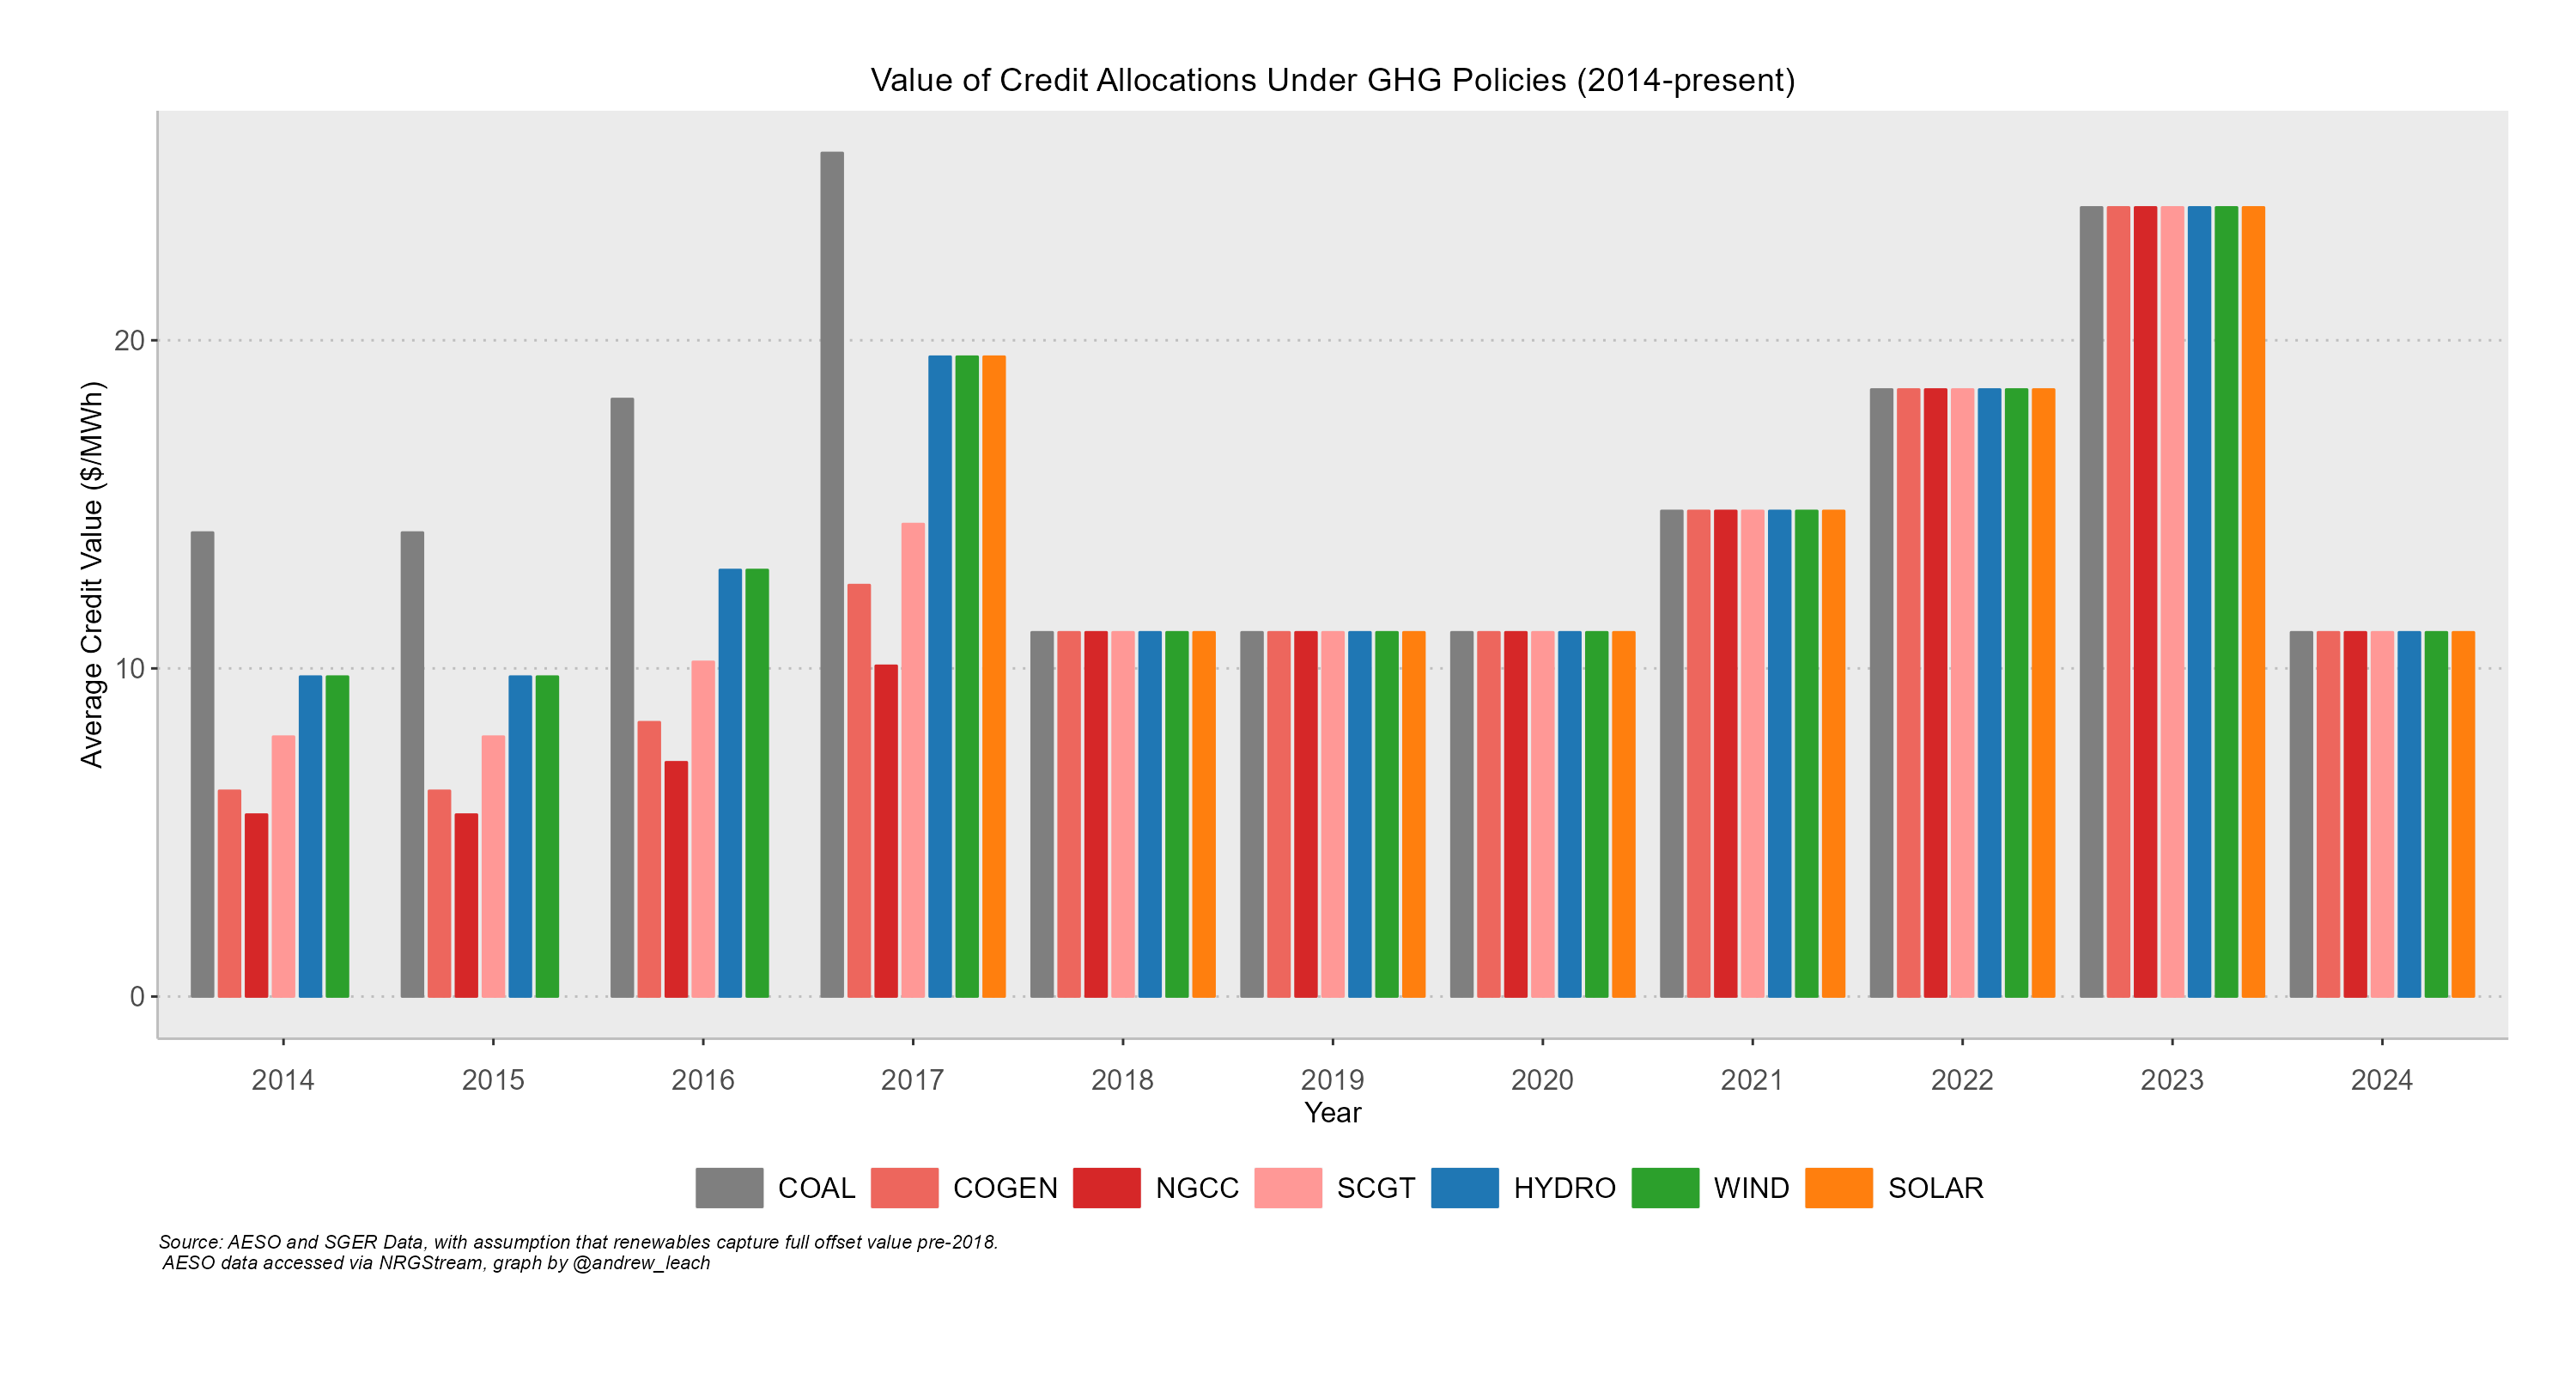 Value of Credit Allocations Under GHG Policies (2014-present)
Average Credit Value ($/MWh)
20
10
0
2014 2015 2016 2017 2018 2019 2020 2021 2022 2023 2024
Year
COAL COGEN NGCC SCGT HYDRO WIND SOLAR
Source: AESO and SGER Data, with assumption that renewables capture full offset value pre-2018.
AESO data accessed via NRGStream, graph by @andrew_leach